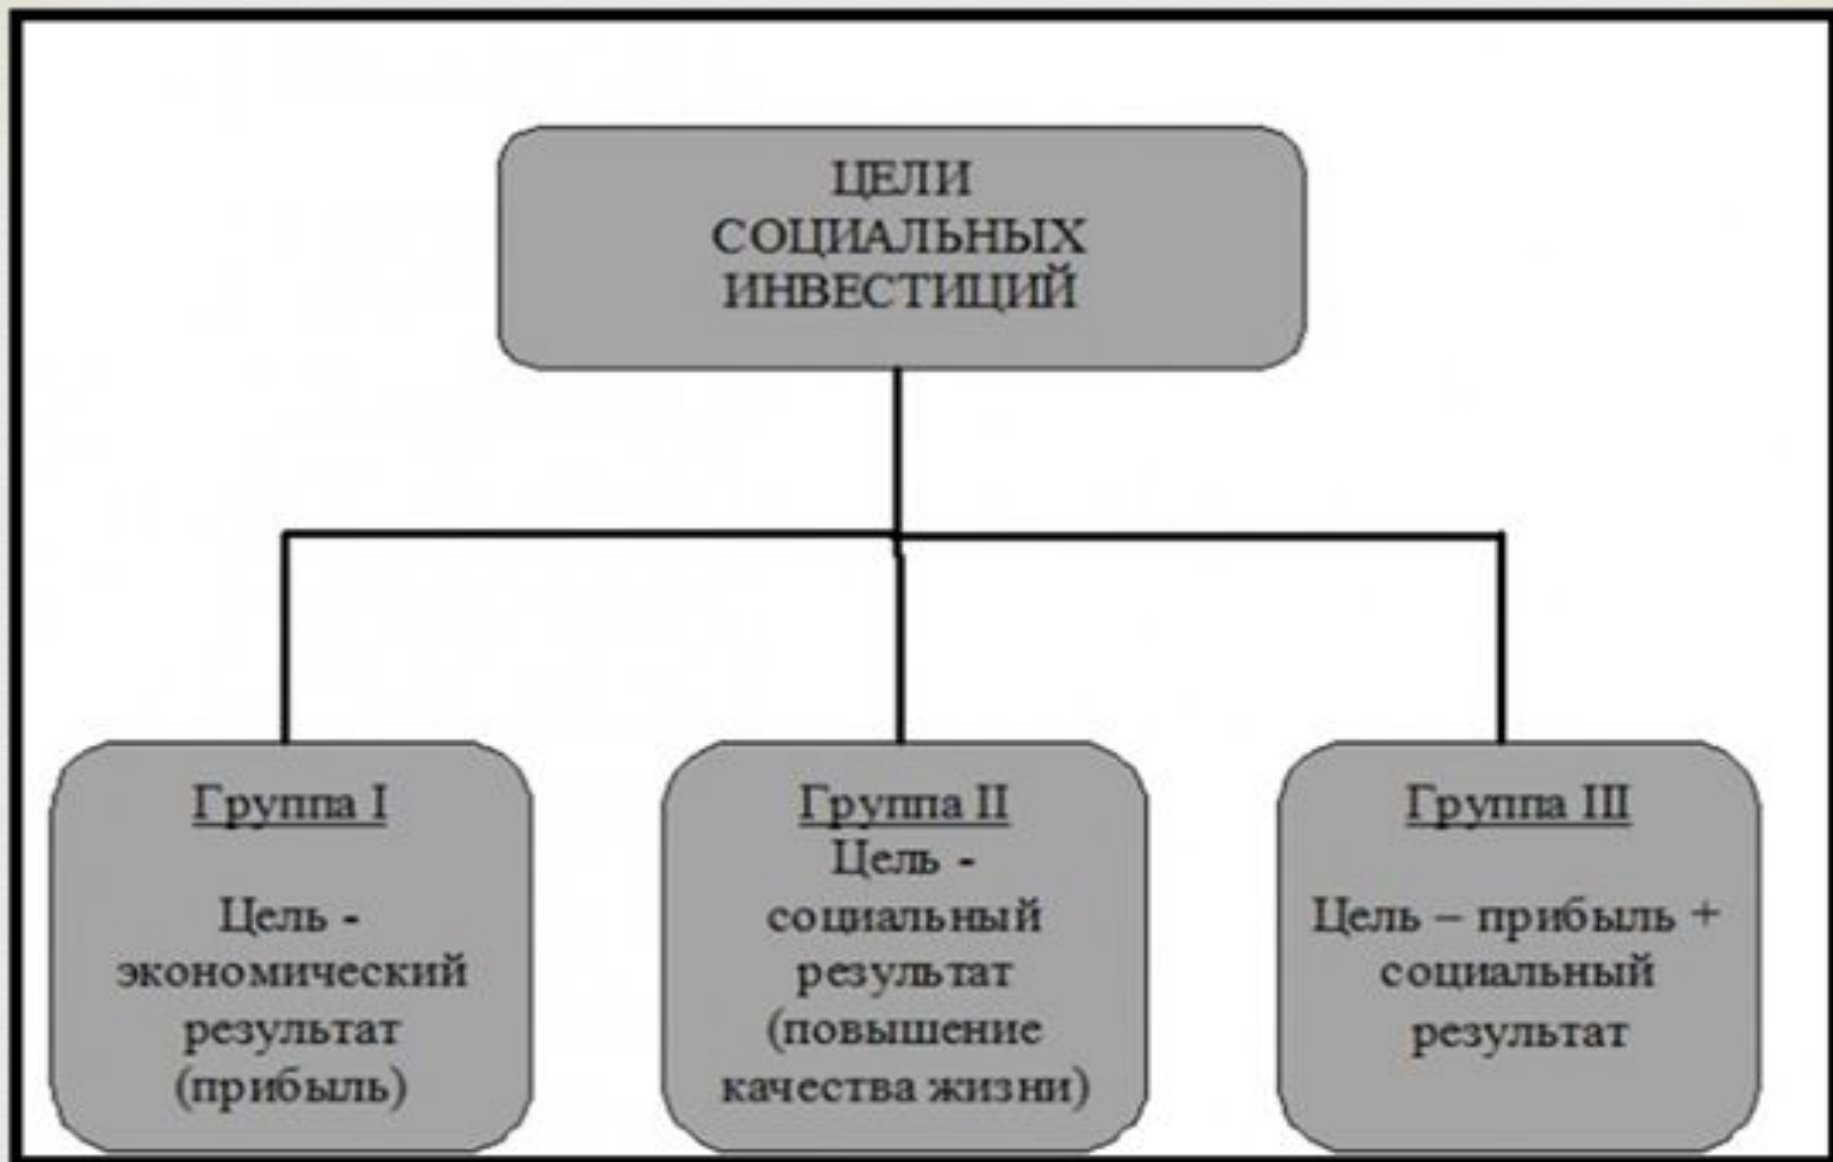 ЦЕЛИ
СОЦИАЛЬНЫХ
ИНВЕСТИЦИЙ
Группа I
Цель -
экономический
результат
(прибыль)
Группа II
Цель -
социальный
результат
(повышение
качества жизни)
Группа III
Цель – прибыль +
социальный
результат